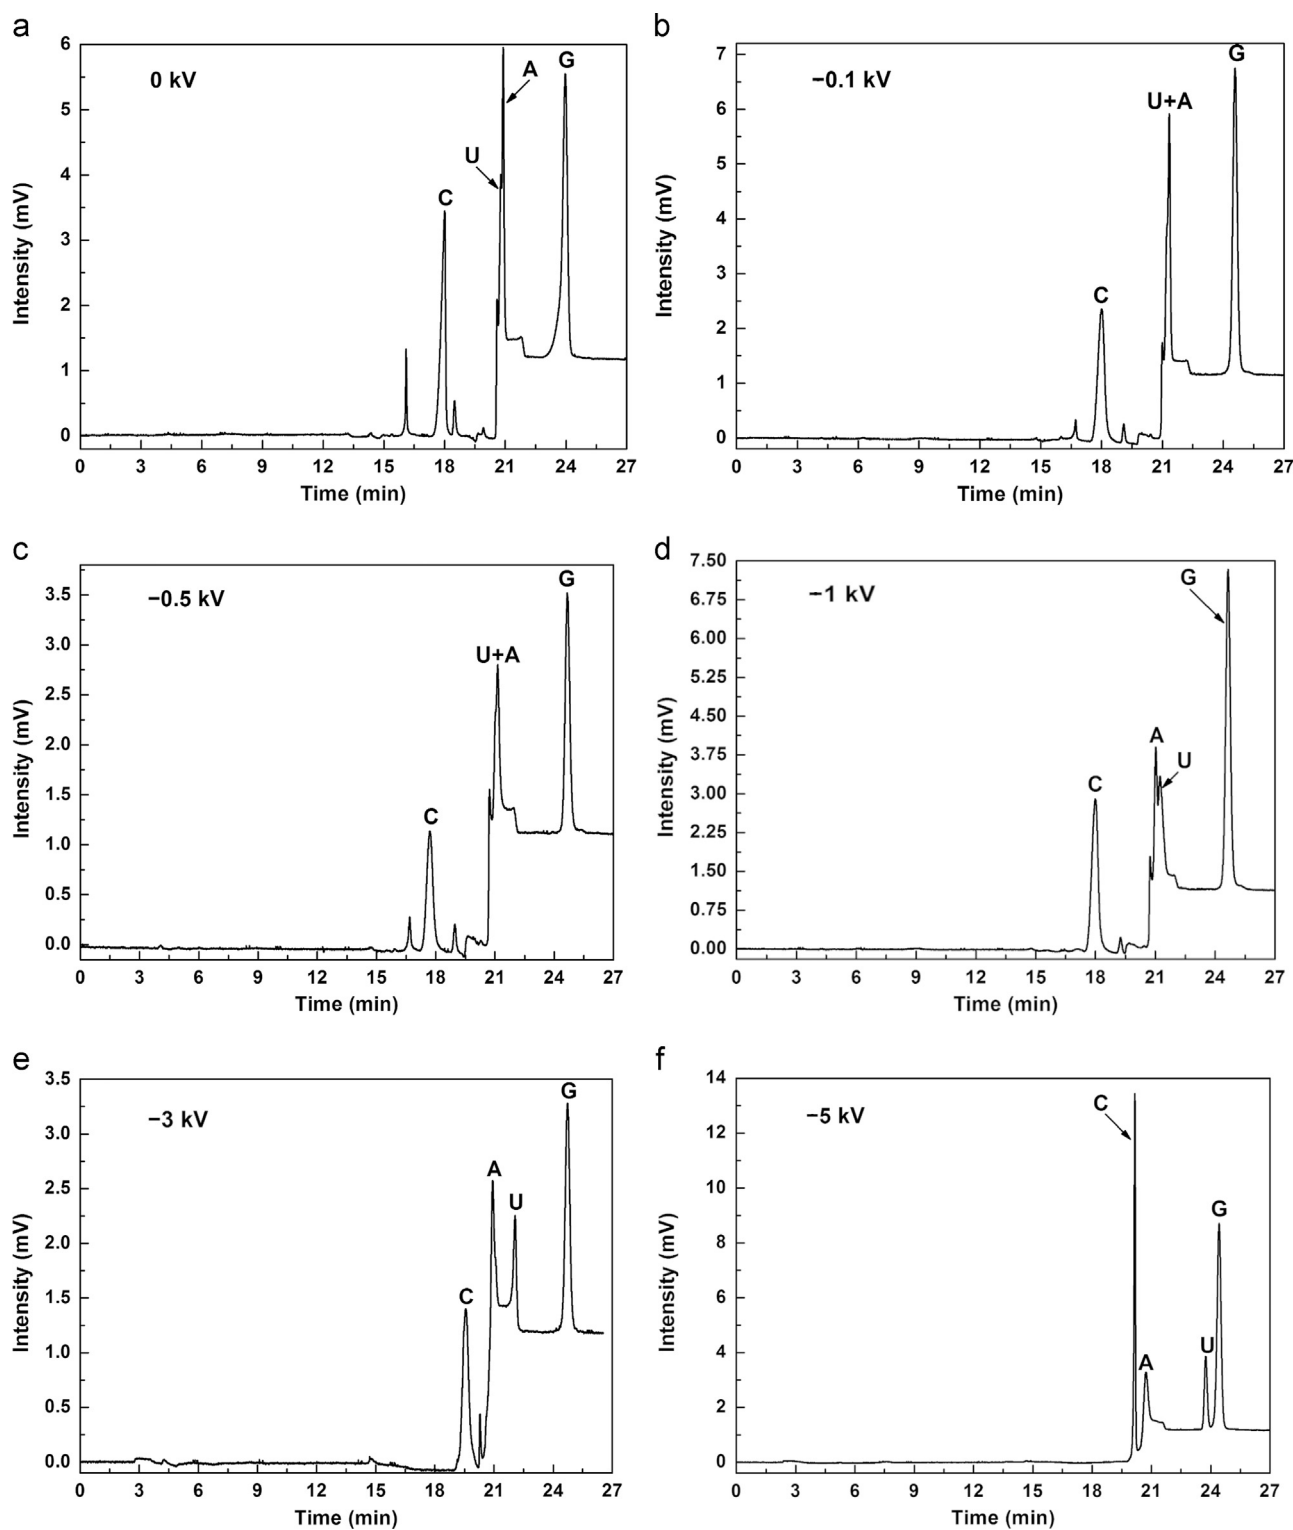 a
0 kV
C
U
A
G
6
5
4
3
2
1
0
Intensity (mV)
0 3 6 9 12 15 18 21 24 27
Time (min)
b
−0.1 kV
C
U+A
G
7
6
5
4
3
2
1
0
Intensity (mV)
0 3 6 9 12 15 18 21 24 27
Time (min)
c
−0.5 kV
C
U+A
G
3.5
3.0
2.5
2.0
1.5
1.0
0.5
0.0
Intensity (mV)
0 3 6 9 12 15 18 21 24 27
Time (min)
d
−1 kV
C
A
U
G
7.50
6.75
6.00
5.25
4.50
3.75
3.00
2.25
1.50
0.75
0.00
Intensity (mV)
0 3 6 9 12 15 18 21 24 27
Time (min)
e
−3 kV
C
A
U
G
3.5
3.0
2.5
2.0
1.5
1.0
0.5
0.0
Intensity (mV)
0 3 6 9 12 15 18 21 24 27
Time (min)
f
−5 kV
C
A
U
G
14
12
10
8
6
4
2
0
Intensity (mV)
0 3 6 9 12 15 18 21 24 27
Time (min)